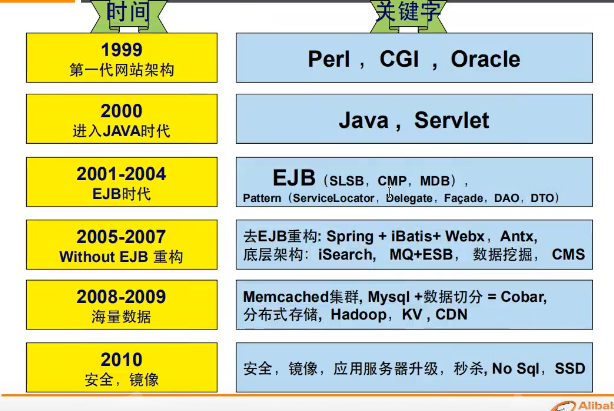 时间
关键字
1999
第一代网站架构
Perl ，CGI ，Oracle
2000
进入JAVA时代
Java , Servlet
2001-2004
EJB时代
EJB（SLSB，CMP，MDB），
Pattern（ServiceLocator，Delegate，Façade，DAO，DTO）
2005-2007
Without EJB 重构
去EJB重构: Spring + iBatis+ Webx，Antx,
底层架构：iSearch, MQ+ESB， 数据挖掘， CMS
2008-2009
海量数据
Memcached集群, Mysql +数据切分 = Cobar,
分布式存储，Hadoop，KV , CDN
2010
安全，镜像
安全，镜像，应用服务器升级，秒杀, No Sql，SSD